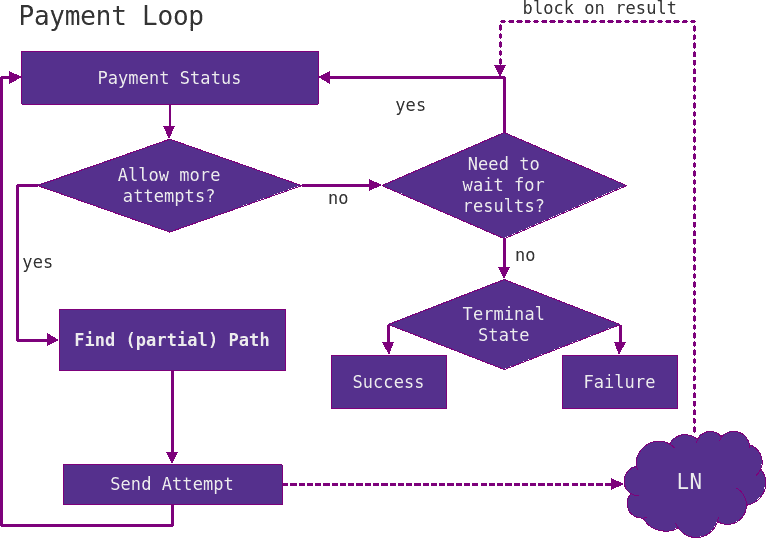 Payment Loop
block on result
Payment Status
yes
Allow more
attempts?
no
Need to
wait for
results?
yes
no
Find (partial) Path
Terminal
State
Success
Failure
Send Attempt
LN